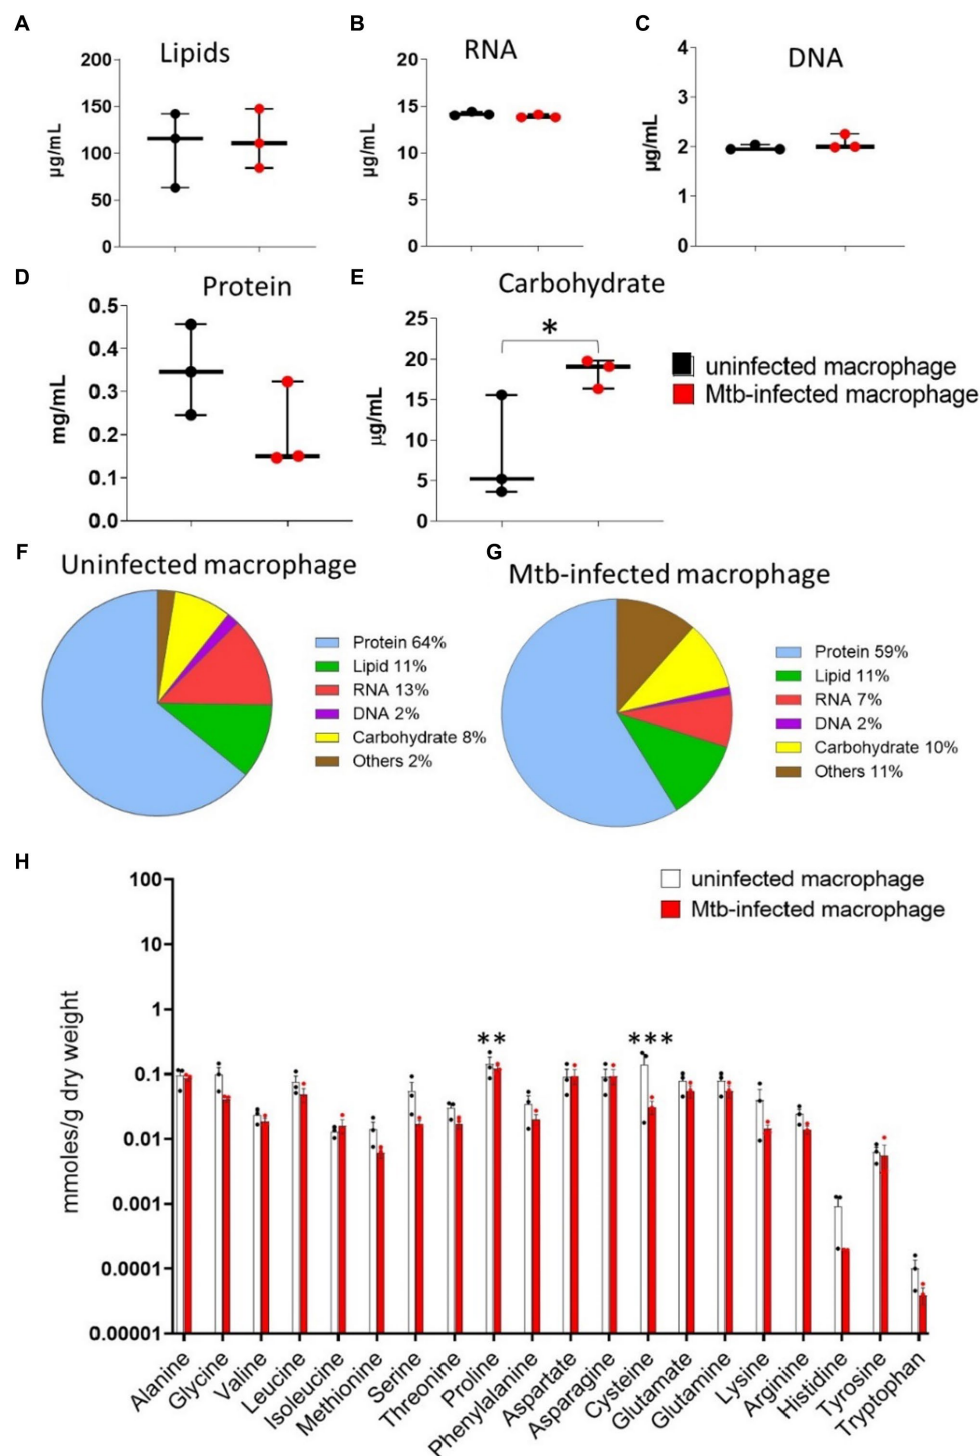 A
Lipids
200
150
100
50
0
µg/mL
B
RNA
20
15
10
5
0
µg/mL
C
DNA
4
3
2
1
0
µg/mL
D
Protein
0.5
0.4
0.3
0.2
0.1
0.0
mg/mL
E
Carbohydrate
*
25
20
15
10
5
0
µg/mL
uninfected macrophage
Mtb-infected macrophage
F
Uninfected macrophage
Protein 64%
Lipid 11%
RNA 13%
DNA 2%
Carbohydrate 8%
Others 2%
G
Mtb-infected macrophage
Protein 59%
Lipid 11%
RNA 7%
DNA 2%
Carbohydrate 10%
Others 11%
H
uninfected macrophage
Mtb-infected macrophage
100
10
1
0.1
0.01
0.001
0.0001
0.00001
mmoles/g dry weight
**
***
Alanine
Glycine
Valine
Leucine
Isoleucine
Methionine
Serine
Threonine
Proline
Phenylalanine
Aspartate
Asparagine
Cysteine
Glutamate
Glutamine
Lysine
Arginine
Histidine
Tyrosine
Tryptophan